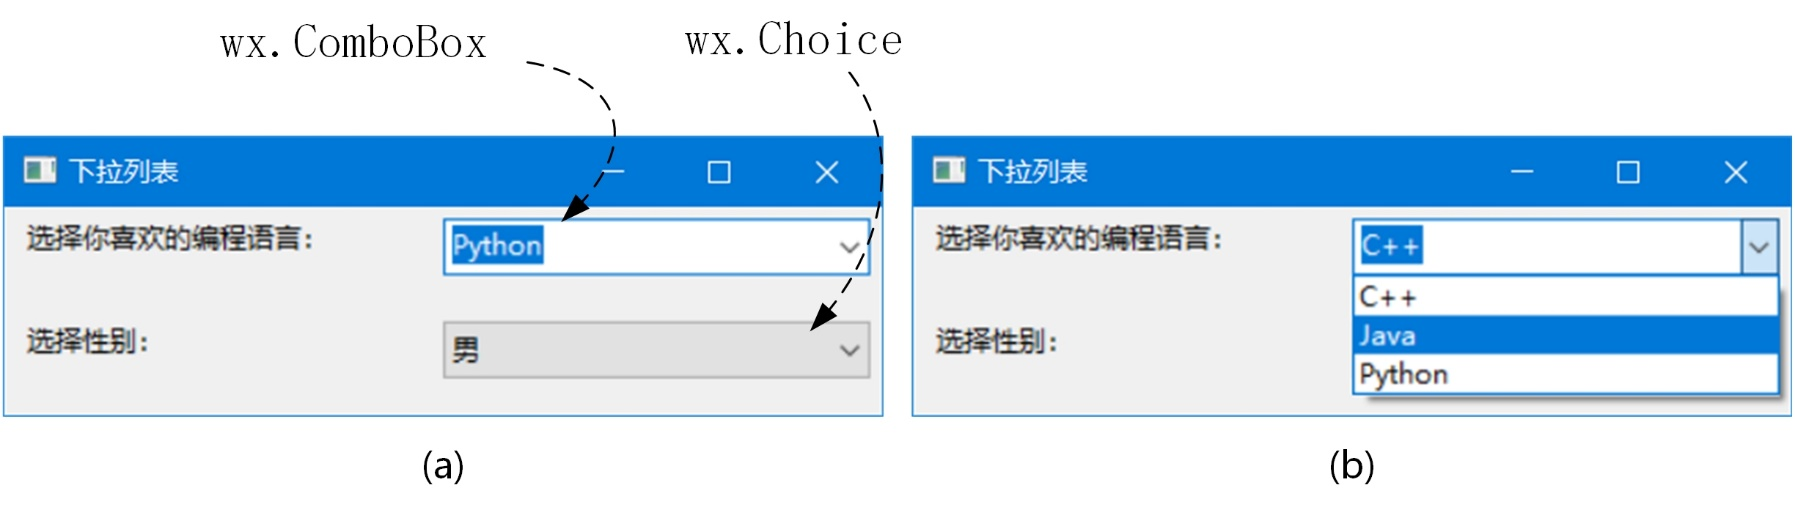 wx.ComboBox
wx.Choice
下拉列表
选择你喜欢的编程语言:
Python
选择性别:
男
(a)
下拉列表
选择你喜欢的编程语言:
C++
C++
Java
Python
选择性别:
(b)